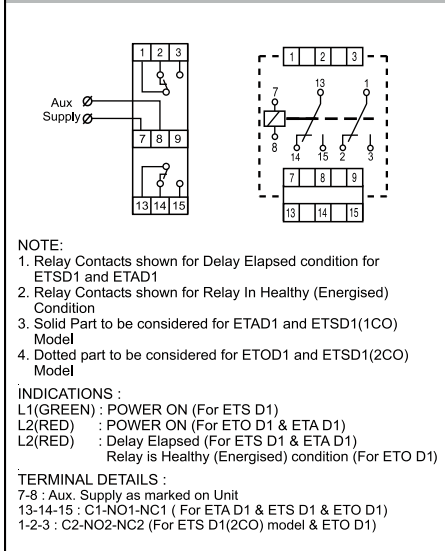 1 2 3
Aux
Supply
7 8 9
13 14 15
1 2 3
13 1
7
8
14 15 2 3
7 8 9
13 14 15
NOTE:
1. Relay Contacts shown for Delay Elapsed condition for
ETSD1 and ETAD1
2. Relay Contacts shown for Relay In Healthy (Energised)
Condition
3. Solid Part to be considered for ETAD1 and ETSD1(1CO)
Model
4. Dotted part to be considered for ETOD1 and ETSD1(2CO)
Model
INDICATIONS :
L1(GREEN) : POWER ON (For ETS D1)
L2(RED) : POWER ON (For ETO D1 & ETA D1)
L2(RED) : Delay Elapsed (For ETS D1 & ETA D1)
Relay is Healthy (Energised) condition (For ETO D1)
TERMINAL DETAILS :
7-8 : Aux. Supply as marked on Unit
13-14-15 : C1-NO1-NC1 ( For ETA D1 & ETS D1 & ETO D1)
1-2-3 : C2-NO2-NC2 (For ETS D1(2CO) model & ETO D1)